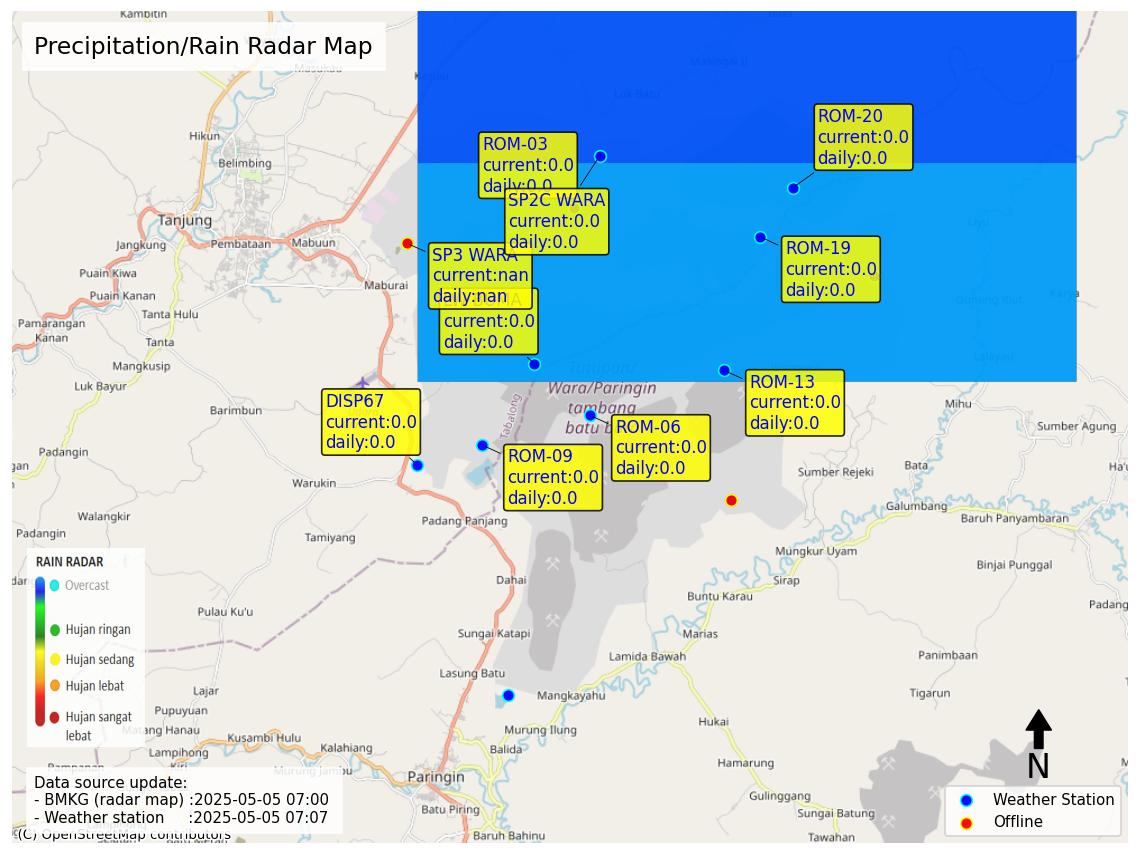 Precipitation/Rain Radar Map
Kambitin
Masukau
Kapuk
Hikun
Belimbing
Tanjung
Jangkung
Pembataan
Mabuun
Puain Kiwa
Puain Kanan
Tanta Hulu
Maburai
Pamarangan
Kanan
Tanta
Mangkusip
Luk Bayur
Barimbun
Padangin
Warukin
Walangkir
Padangin
Tamiyang
Padang Panjang
Tabalong
Lok Batu
ROM-03
current:0.0
daily:0.0
SP2C WARA
current:0.0
daily:0.0
SP3 WARA
current:nan
daily:nan
current:0.0
daily:0.0
ROM-20
current:0.0
daily:0.0
ROM-19
current:0.0
daily:0.0
ROM-13
current:0.0
daily:0.0
DISP67
current:0.0
daily:0.0
ROM-09
current:0.0
daily:0.0
ROM-06
current:0.0
daily:0.0
Tutupan/
Wara/Paringin
tambang
batu
Karya
Mihu
Sumber Agung
Sumber Rejeki
Bata
Galumbang
Baruh Panyambaran
Mungkur Uyam
Binjai Punggal
Sirap
Buntu Karau
Padang
Dahai
Pulau Ku'u
Sungai Katapi
Marias
Lamida Bawah
Panimbaan
Lasung Batu
Lajar
Mangkayahu
Tigarun
Pupuyuan
Matang Hanau
Murung Ilung
Hukai
Kusambi Hulu
Kalahiang
Lampihong
Kiri
Balida
Hamarung
Murung Jambu
Paringin
Gulinggang
Batu Piring
Sungai Batung
Baruh Bahinu
Tawahan
RAIN RADAR
Overcast
Hujan ringan
Hujan sedang
Hujan lebat
Hujan sangat
lebat
Data source update:
- BMKG (radar map) :2025-05-05 07:00
- Weather station :2025-05-05 07:07
(C) OpenStreetMap contributors
N
Weather Station
Offline